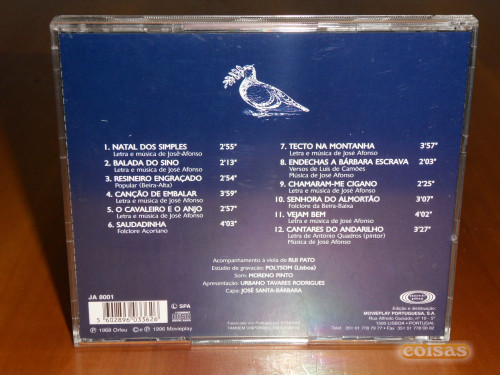 1. NATAL DOS SIMPLES 2'55"
Letra e música de José Afonso
2. BALADA DO SINO 2'13"
Letra e música de José Afonso
3. RESINEIRO ENGRAÇADO 2'54"
Popular (Beira-Alta)
4. CANÇÃO DE EMBALAR 3'59"
Letra e música de José Afonso
5. O CAVALEIRO E O ANJO 2'57"
Letra e música de José Afonso
6. SAUDADINHA 4'03"
Folclore Açoriano
7. TECTO NA MONTANHA 3'57"
Letra e música de José Afonso
8. ENDECHAS A BÁRBARA ESCRAVA 2'03"
Versos de Luis de Camões
Música de José Afonso
9. CHAMARAM-ME CIGANO 2'25"
Letra e música de José Afonso
10. SENHORA DO ALMORTÃO 3'07"
Folclore da Beira-Baixa
11. VEJAM BEM 4'02"
Letra e música de José Afonso
12. CANTARES DO ANDARILHO 3'27"
Letra de António Quadros (pintor)
Música de José Afonso
Acompanhamento à viola de RUI PATO
Estúdio de gravação: POLYSOM (Lisboa)
Som: MORENO PINTO
Apresentação: URBANO TAVARES RODRIGUES
Capa: JOSÉ SANTA-BÁRBARA
JA 8001
5 602896 033628
SPA
℗ 1968 Orfeu © 1996 Movieplay
Edição e distribuição:
MOVIEPLAY PORTUGUESA, S.A.
LISBOA • PORTUGAL
coisas